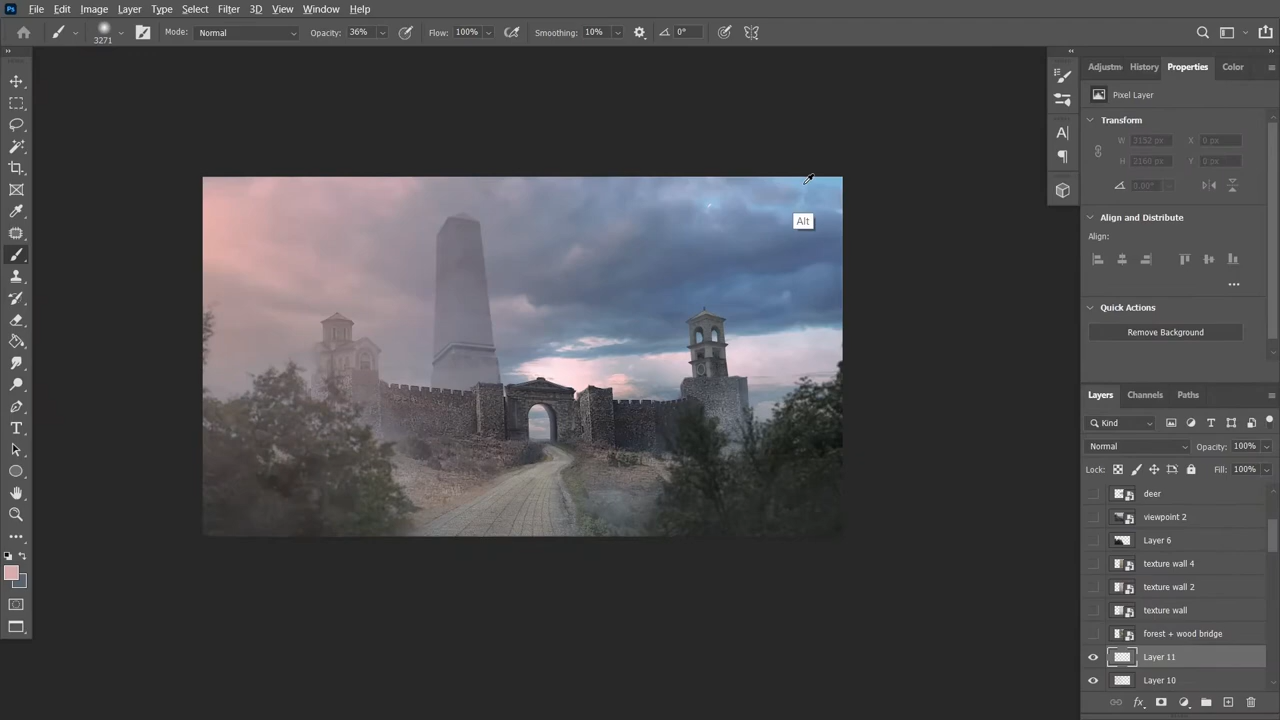 Ps File Edit Image Layer Type Select Filter 3D View Window Help
3271 Mode: Normal Opacity: 36% Flow: 100% Smoothing: 10% 0°
Adjustm History Properties Color
Pixel Layer
Transform
W 3152 px X 0 px
H 2160 px Y 0 px
0.00°
Align and Distribute
Align:
Quick Actions
Remove Background
Alt
Layers Channels Paths
Kind
Normal Opacity: 100%
Lock: Fill: 100%
deer
viewpoint 2
Layer 6
texture wall 4
texture wall 2
texture wall
forest + wood bridge
Layer 11
Layer 10